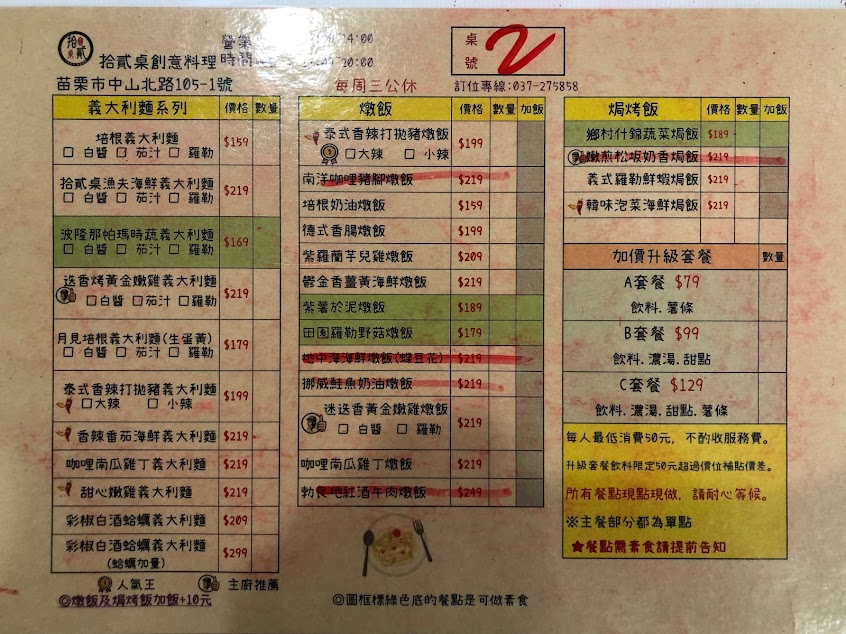 拾貳桌創意料理
苗栗市中山北路105-1號
每周三公休
桌號 2
訂位專線:037-275858
義大利麵系列 價格 數量
培根義大利麵 $159
□ 白醬 □ 茄汁 □ 羅勒
拾貳桌漁夫海鮮義大利麵 $219
□ 白醬 □ 茄汁 □ 羅勒
波隆那帕瑪時蔬義大利麵 $169
□ 白醬 □ 茄汁 □ 羅勒
迷迭香烤黃金嫩雞義大利麵 $219
□白醬 □茄汁 □羅勒
月見培根義大利麵(生蛋黃) $179
□ 白醬 □ 茄汁 □ 羅勒
泰式香辣打拋豬義大利麵 $199
□大辣 □ 小辣
香辣番茄海鮮義大利麵 $219
咖哩南瓜雞丁義大利麵 $219
甜心嫩雞義大利麵 $219
彩椒白酒蛤蠣義大利麵 $209
彩椒白酒蛤蠣義大利麵 $299
(蛤蠣加量)
人氣王 主廚推薦
◎燉飯及焗烤飯加飯+10元
燉飯 價格 數量 加飯
泰式香辣打拋豬燉飯 $199
□大辣 □ 小辣
南洋咖哩豬腳燉飯 $219
培根奶油燉飯 $159
德式香腸燉飯 $199
紫羅蘭芋兒雞燉飯 $209
鬱金香薑黃海鮮燉飯 $219
紫薯於泥燉飯 $189
田園羅勒野菇燉飯 $179
地中海海鮮燉飯(蝶豆花) $219
挪威鮭魚奶油燉飯 $219
迷迭香黃金嫩雞燉飯 $219
□ 白醬 □ 羅勒
咖哩南瓜雞丁燉飯 $219
勃艮地紅酒牛肉燉飯 $249
◎圖框標綠色底的餐點是可做素食
焗烤飯 價格 數量 加飯
鄉村什錦蔬菜焗飯 $189
嫩煎松坂奶香焗飯 $219
義式羅勒鮮蝦焗飯 $219
韓味泡菜海鮮焗飯 $219
加價升級套餐 數量
A套餐 $79
飲料.薯條
B套餐 $99
飲料.濃湯.甜點
C套餐 $129
飲料.濃湯.甜點.薯條
每人最低消費50元, 不酌收服務費。
升級套餐飲料限定50元超過價位補貼價差。
所有餐點現點現做, 請耐心等候。
※主餐部分都為單點
★餐點需素食請提前告知